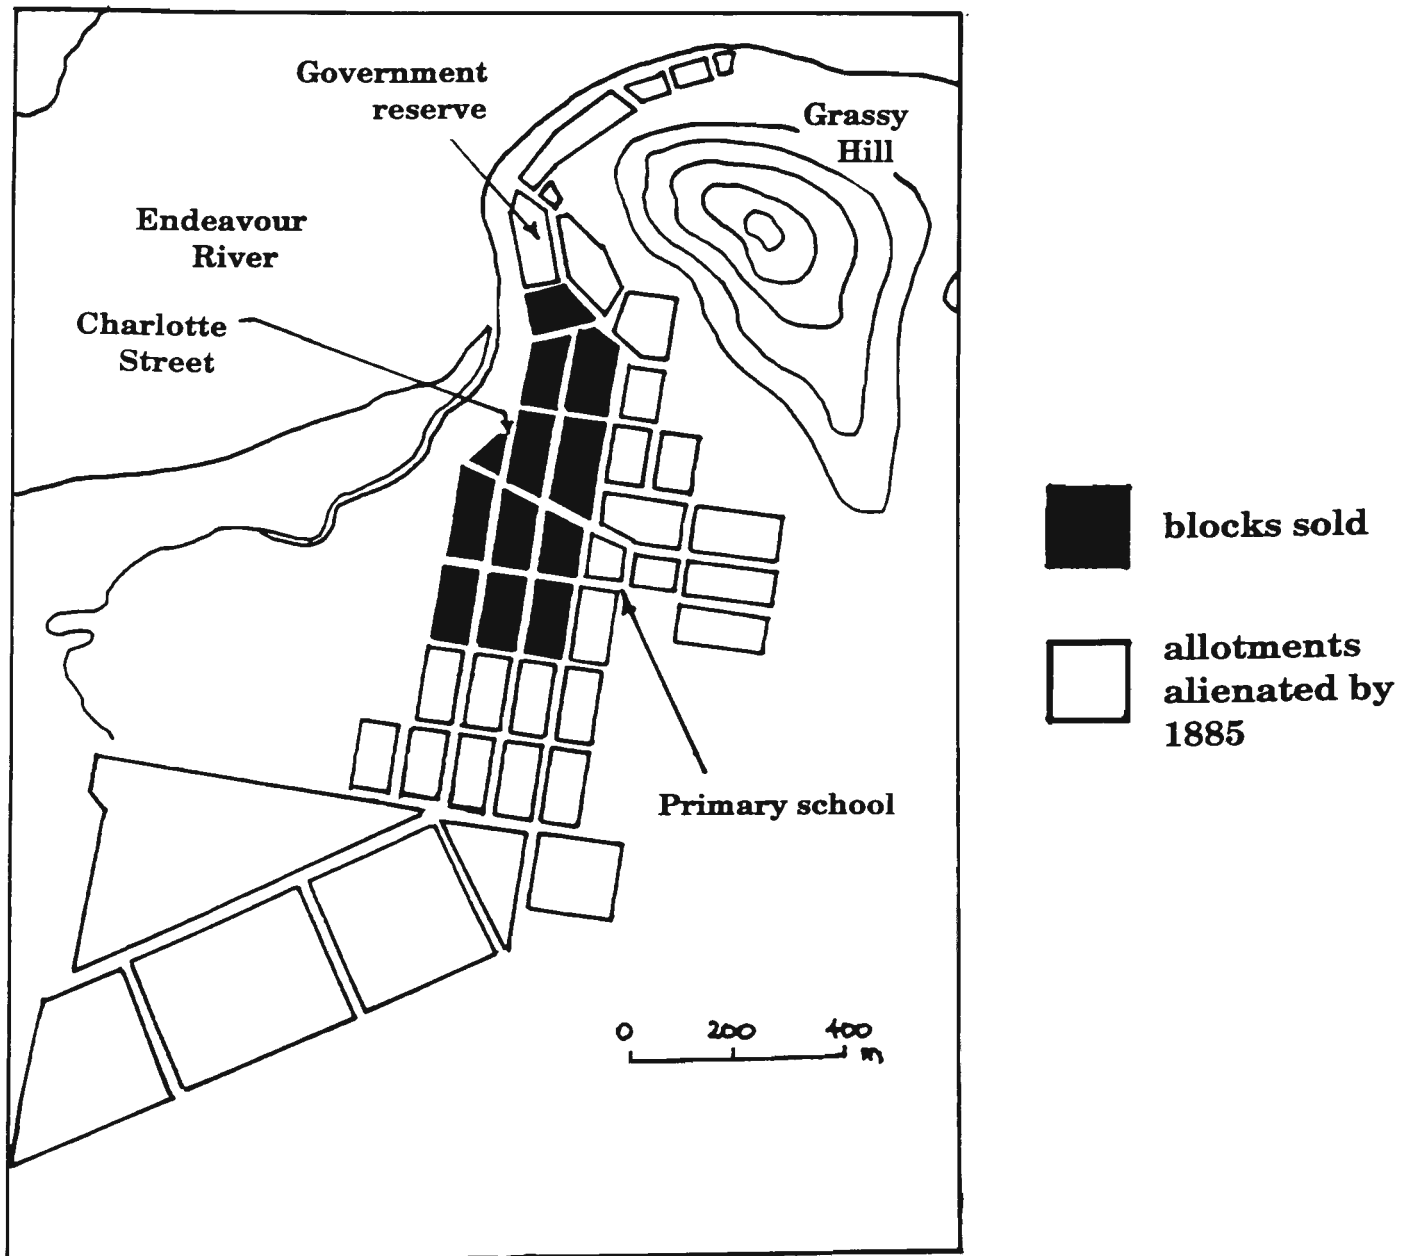 Government
reserve
Grassy
Hill
Endeavour
River
Charlotte
Street
blocks sold
allotments
alienated by
1885
Primary school
0 200 400
m